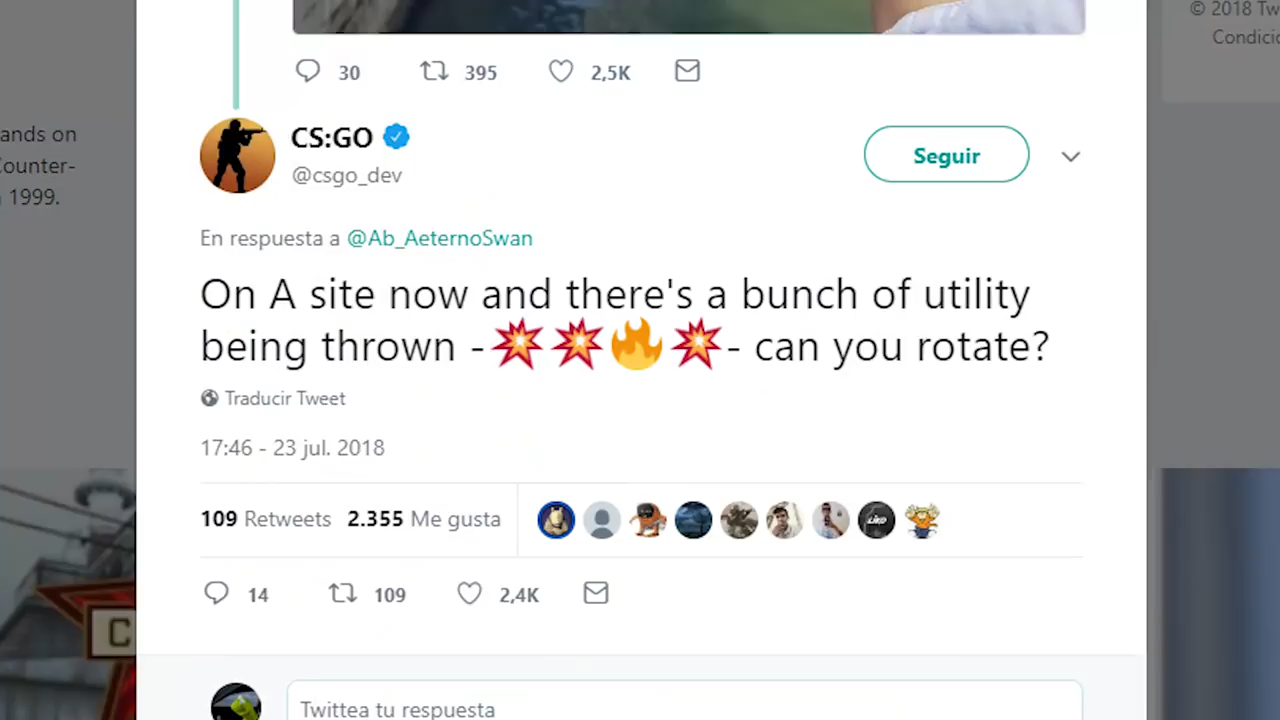 © 2018 Tw
Condicio
30 395 2,5K
ands on
Counter-
1999.
CS:GO
@csgo_dev
Seguir
En respuesta a @Ab_AeternoSwan
On A site now and there's a bunch of utility
being thrown -💥💥🔥💥- can you rotate?
Traducir Tweet
17:46 - 23 jul. 2018
109 Retweets 2.355 Me gusta
14 109 2,4K
C
Twittea tu respuesta